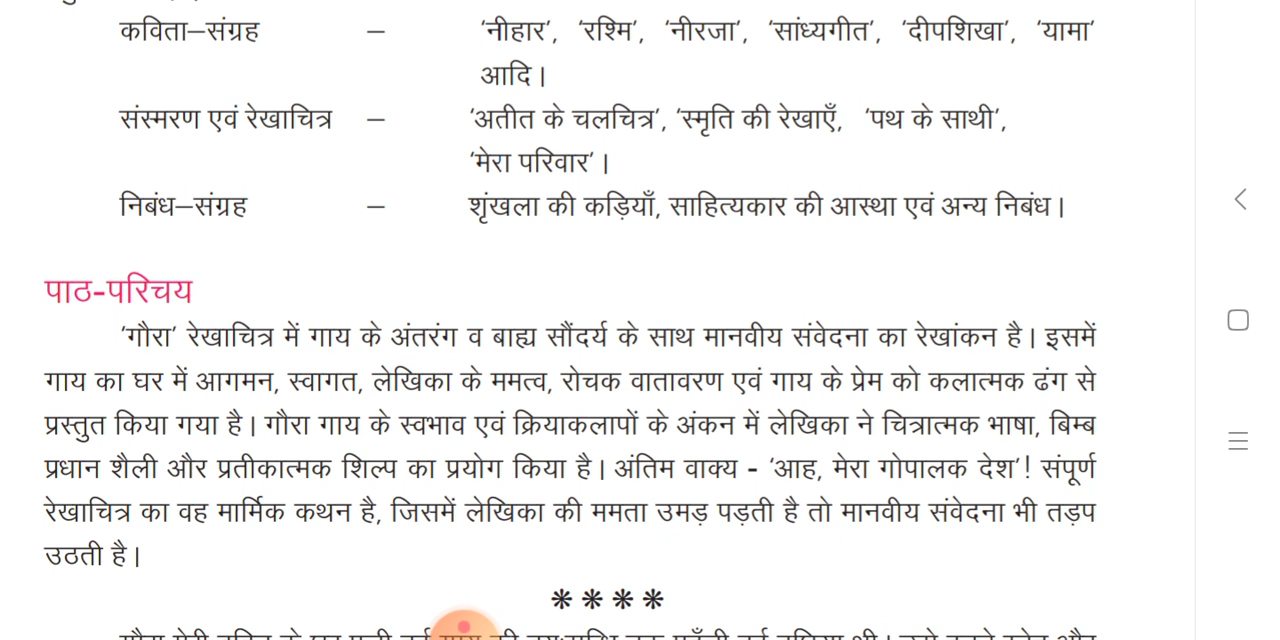 कविता–संग्रह – 'नीहार', 'रश्मि', 'नीरजा', 'सांध्यगीत', 'दीपशिखा', 'यामा'
आदि।
संस्मरण एवं रेखाचित्र – 'अतीत के चलचित्र', 'स्मृति की रेखाएँ, 'पथ के साथी',
'मेरा परिवार'।
निबंध–संग्रह – शृंखला की कड़ियाँ, साहित्यकार की आस्था एवं अन्य निबंध।
पाठ-परिचय
'गौरा' रेखाचित्र में गाय के अंतरंग व बाह्य सौंदर्य के साथ मानवीय संवेदना का रेखांकन है। इसमें
गाय का घर में आगमन, स्वागत, लेखिका के ममत्व, रोचक वातावरण एवं गाय के प्रेम को कलात्मक ढंग से
प्रस्तुत किया गया है। गौरा गाय के स्वभाव एवं क्रियाकलापों के अंकन में लेखिका ने चित्रात्मक भाषा, बिम्ब
प्रधान शैली और प्रतीकात्मक शिल्प का प्रयोग किया है। अंतिम वाक्य - 'आह, मेरा गोपालक देश'! संपूर्ण
रेखाचित्र का वह मार्मिक कथन है, जिसमें लेखिका की ममता उमड़ पड़ती है तो मानवीय संवेदना भी तड़प
उठती है।
****